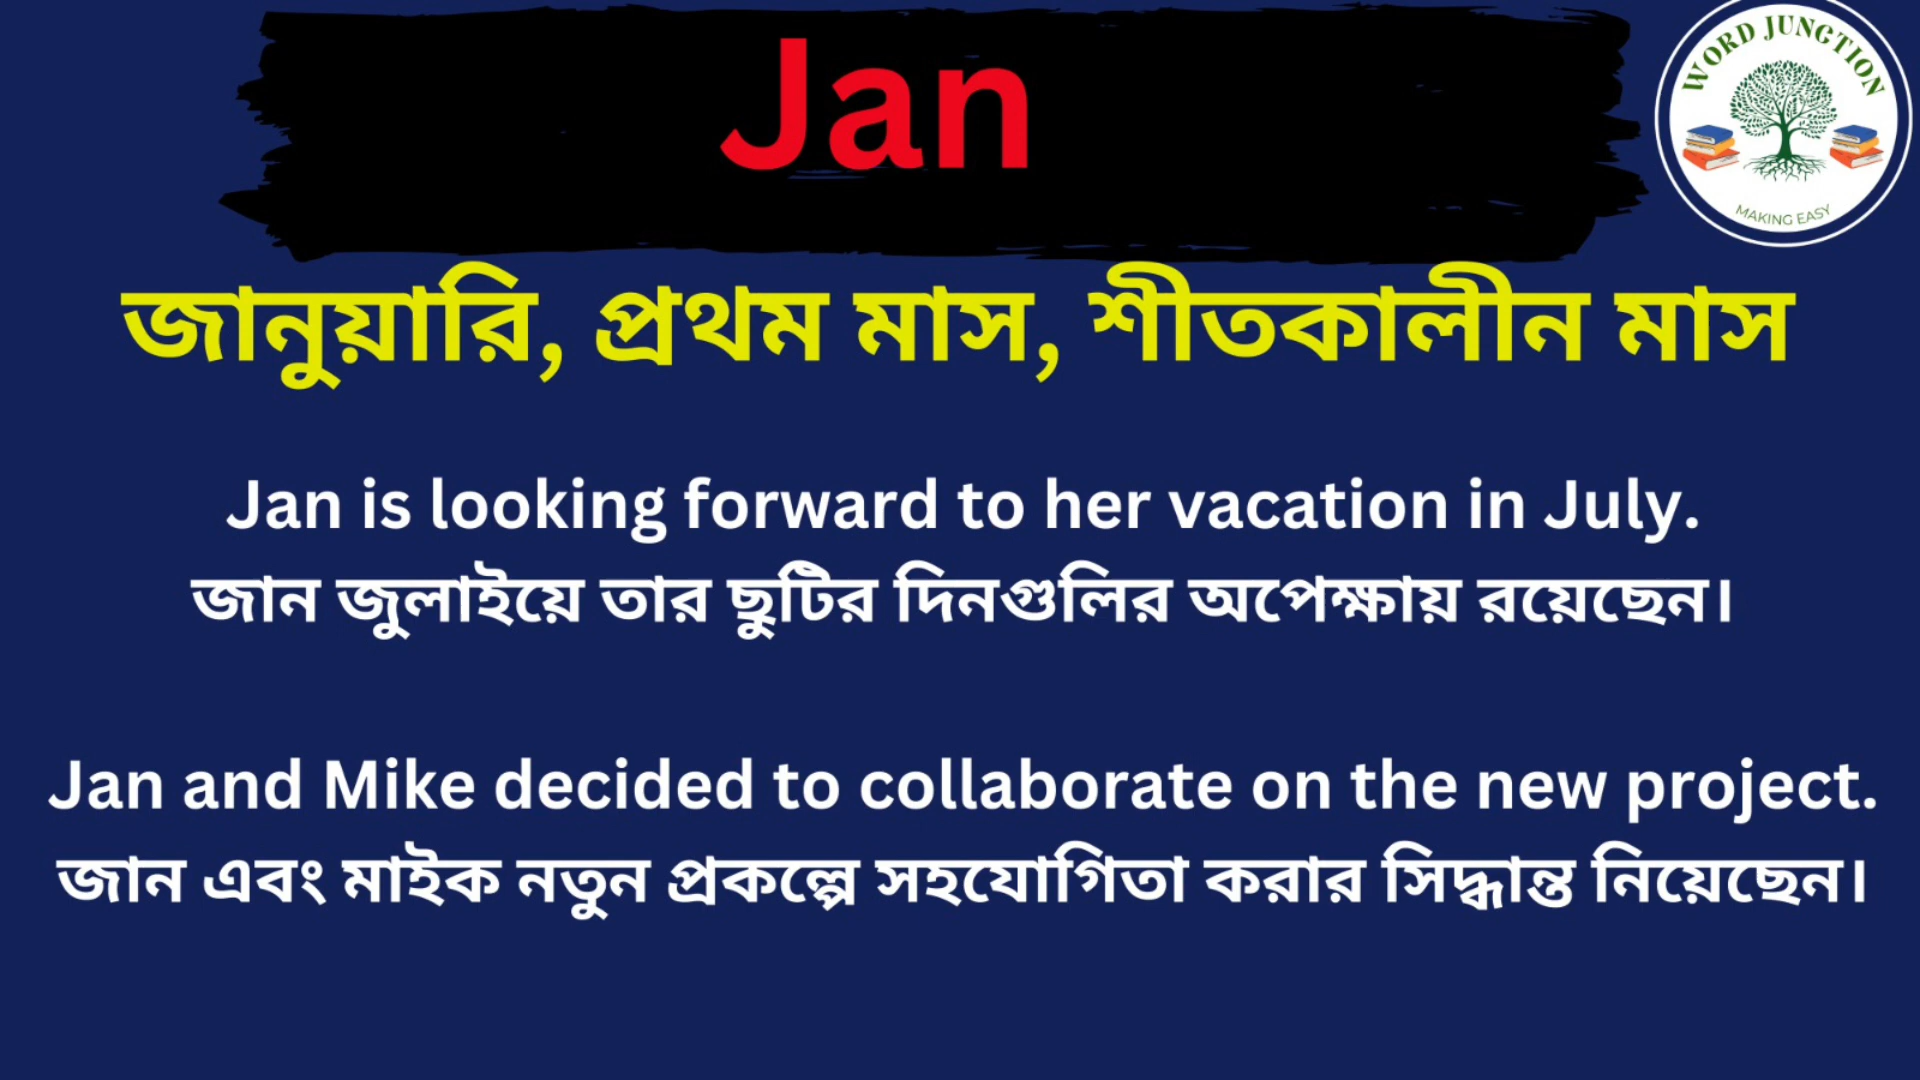 Jan
WORD JUNCTION
MAKING EASY
জানুয়ারি, প্রথম মাস, শীতকালীন মাস
Jan is looking forward to her vacation in July.
জান জুলাইয়ে তার ছুটির দিনগুলির অপেক্ষায় রয়েছেন।
Jan and Mike decided to collaborate on the new project.
জান এবং মাইক নতুন প্রকল্পে সহযোগিতা করার সিদ্ধান্ত নিয়েছেন।